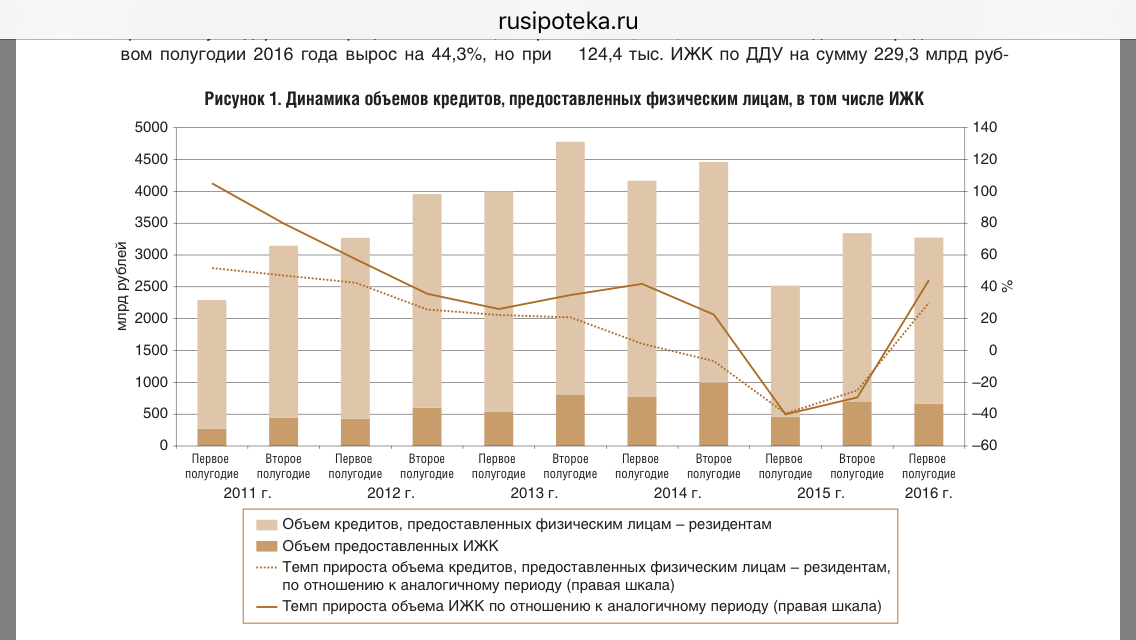 rusipoteka.ru
вом полугодии 2016 года вырос на 44,3%, но при 124,4 тыс. ИЖК по ДДУ на сумму 229,3 млрд руб-
Рисунок 1. Динамика объемов кредитов, предоставленных физическим лицам, в том числе ИЖК
5000 140
4500 120
4000 100
3500 80
3000 60
2500 40
2000 20
1500 0
1000 –20
500 –40
0 –60
млрд рублей
%
Первое Второе Первое Второе Первое Второе Первое Второе Первое Второе Первое
полугодие полугодие полугодие полугодие полугодие полугодие полугодие полугодие полугодие полугодие полугодие
2011 г. 2012 г. 2013 г. 2014 г. 2015 г. 2016 г.
Объем кредитов, предоставленных физическим лицам – резидентам
Объем предоставленных ИЖК
Темп прироста объема кредитов, предоставленных физическим лицам – резидентам,
по отношению к аналогичному периоду (правая шкала)
Темп прироста объема ИЖК по отношению к аналогичному периоду (правая шкала)